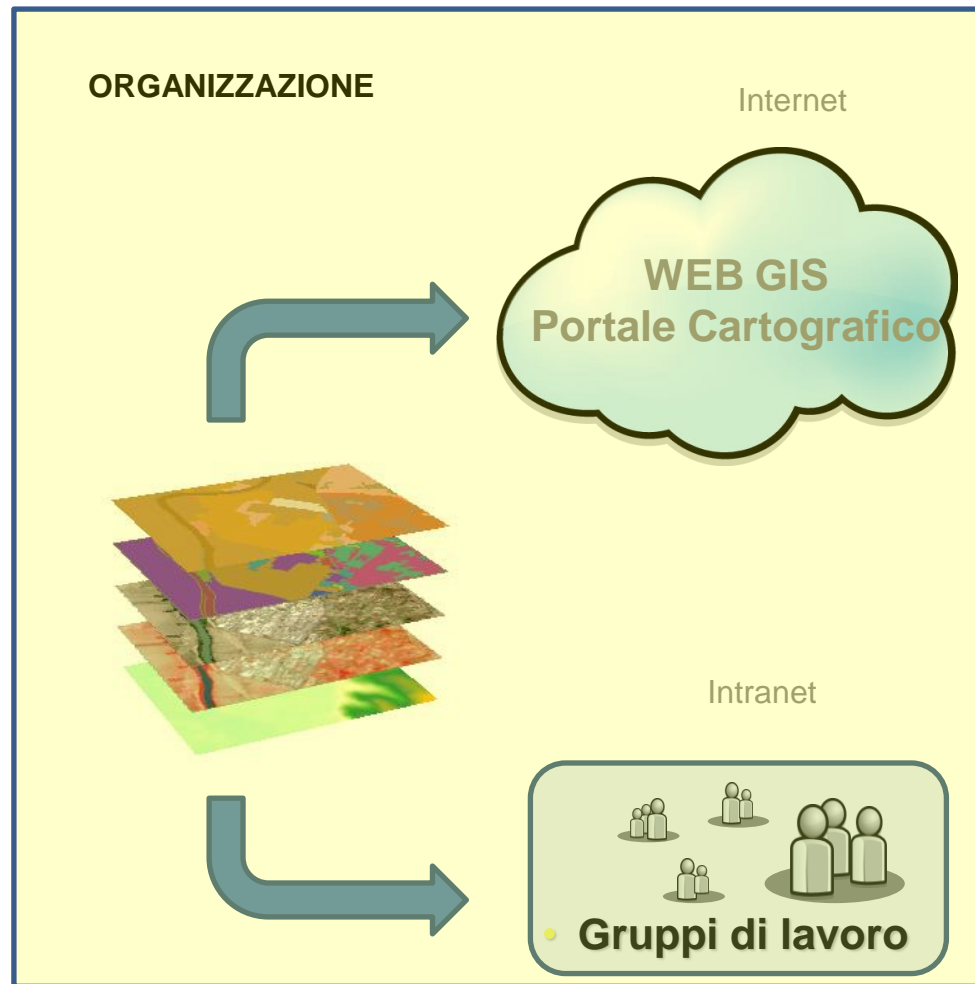 ORGANIZZAZIONE
Internet
WEB GIS
Portale Cartografico
Intranet
• Gruppi di lavoro